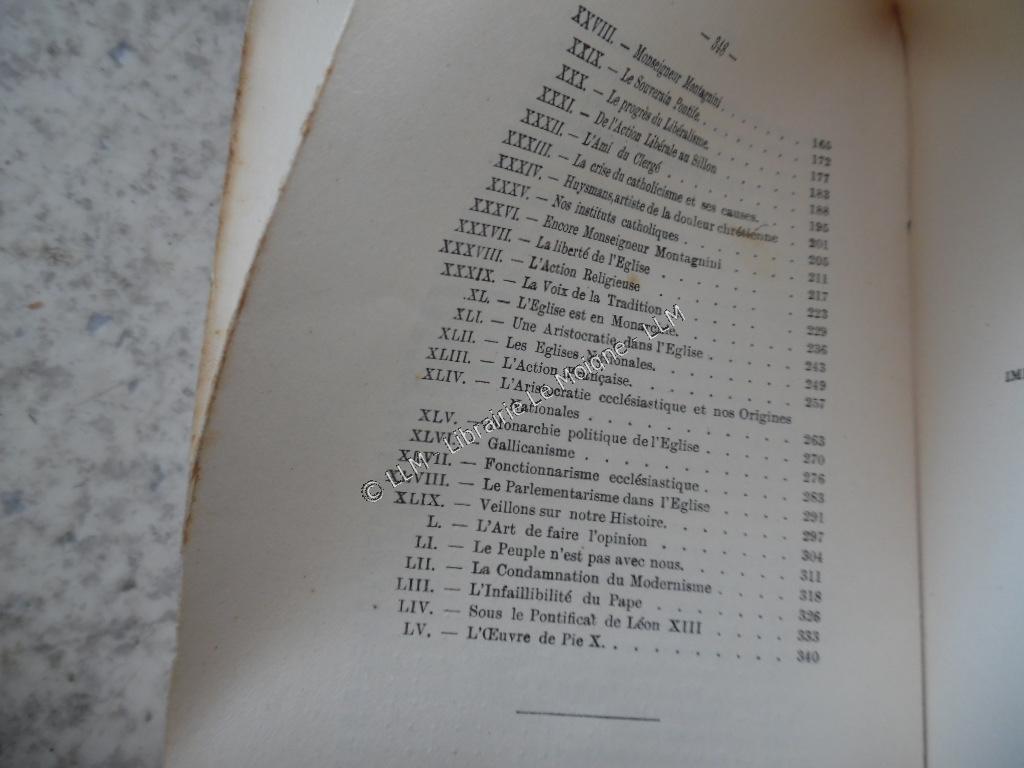 — 348 —
XXVIII. — Monseigneur Montagnini . . . . . . 165
XXIX. — Le Souverain Pontife. . . . . . . 172
XXX. — Le progrès du Libéralisme. . . . . . 177
XXXI. — De l'Action Libérale au Sillon . . . . . 183
XXXII. — L'Ami du Clergé . . . . . . . 188
XXXIII. — La crise du catholicisme et ses causes. . . 195
XXXIV. — Huysmans, artiste de la douleur chrétienne . 201
XXXV. — Nos instituts catholiques . . . . . . 205
XXXVI. — Encore Monseigneur Montagnini . . . . 211
XXXVII. — La liberté de l'Eglise . . . . . . 217
XXXVIII. — L'Action Religieuse . . . . . . 223
XXXIX. — La Voix de la Tradition . . . . . . 229
XL. — L'Eglise est en Monarchie. . . . . . 236
XLI. — Une Aristocratie dans l'Eglise . . . . . 243
XLII. — Les Eglises Nationales. . . . . . 249
XLIII. — L'Action Française. . . . . . . 257
XLIV. — L'Aristocratie ecclésiastique et nos Origines
Nationales . . . . . . . . 263
XLV. — Monarchie politique de l'Eglise . . . . 270
XLVI. — Gallicanisme . . . . . . . 276
XLVII. — Fonctionnarisme ecclésiastique . . . . . 283
XLVIII. — Le Parlementarisme dans l'Eglise . . . . 291
XLIX. — Veillons sur notre Histoire. . . . . . 297
L. — L'Art de faire l'opinion . . . . . . 304
LI. — Le Peuple n'est pas avec nous. . . . . 311
LII. — La Condamnation du Modernisme . . . . 318
LIII. — L'Infaillibilité du Pape . . . . . . 326
LIV. — Sous le Pontificat de Léon XIII . . . . 333
LV. — L'Œuvre de Pie X. . . . . . . . 340
© LLM - Librairie Le Moigne - LLM